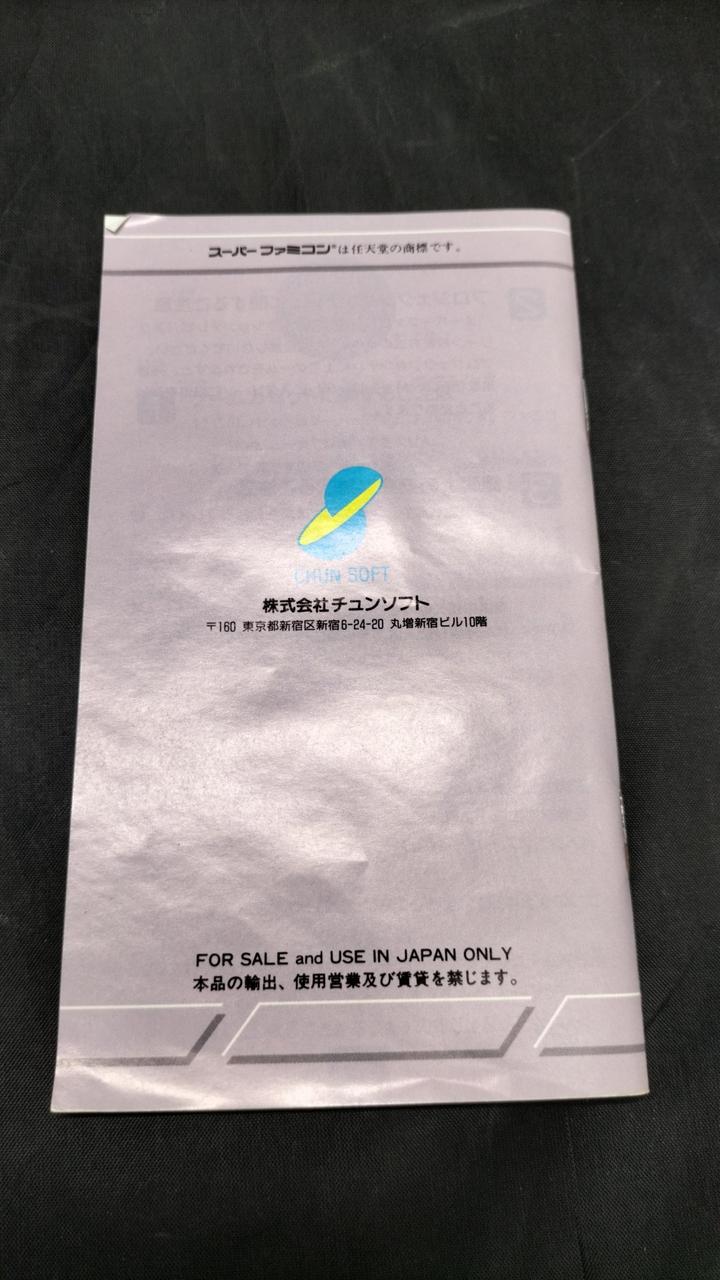 スーパーファミコン®は任天堂の商標です。
CHUN SOFT
株式会社チュンソフト
〒160 東京都新宿区新宿6-24-20 丸増新宿ビル10階
FOR SALE and USE IN JAPAN ONLY
本品の輸出、使用営業及び賃貸を禁じます。